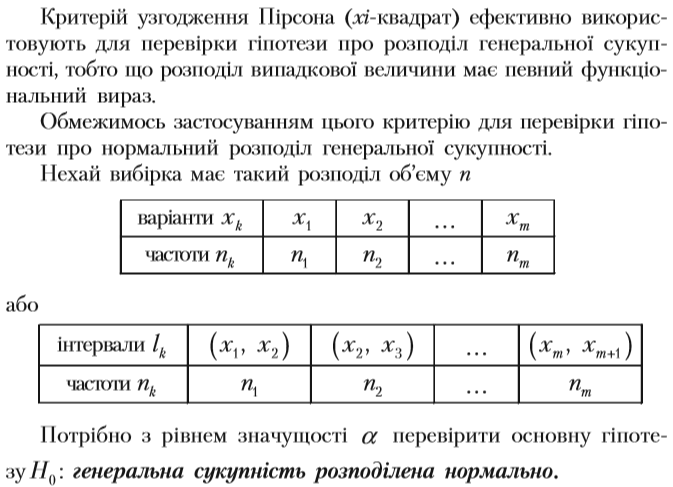 Критерій узгодження Пірсона (хі-квадрат) ефективно викорис-
товують для перевірки гіпотези про розподіл генеральної сукуп-
ності, тобто що розподіл випадкової величини має певний функціо-
нальний вираз.
Обмежимось застосуванням цього критерію для перевірки гіпо-
тези про нормальний розподіл генеральної сукупності.
Нехай вибірка має такий розподіл об’єму n
варіанти x_k x_1 x_2 ... x_m
частоти n_k n_1 n_2 ... n_m
або
інтервали l_k (x_1, x_2) (x_2, x_3) ... (x_m, x_{m+1})
частоти n_k n_1 n_2 ... n_m
Потрібно з рівнем значущості α перевірити основну гіпоте-
зу H_0: генеральна сукупність розподілена нормально.